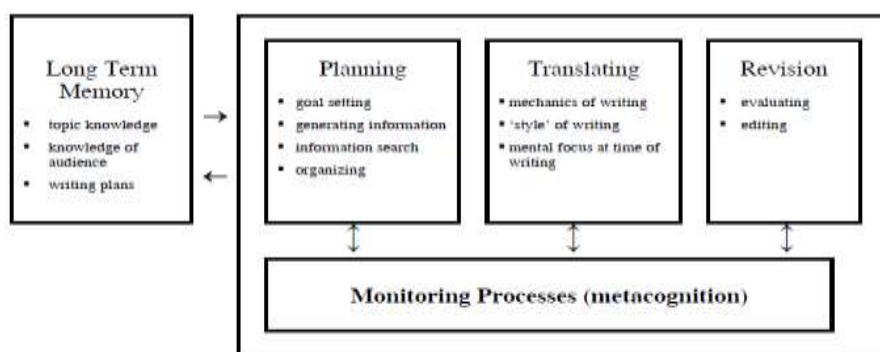 Long Term
Memory
▪ topic knowledge
▪ knowledge of
audience
▪ writing plans
Planning
▪ goal setting
▪ generating information
▪ information search
▪ organizing
Translating
▪ mechanics of writing
▪ 'style' of writing
▪ mental focus at time of
writing
Revision
▪ evaluating
▪ editing
Monitoring Processes (metacognition)